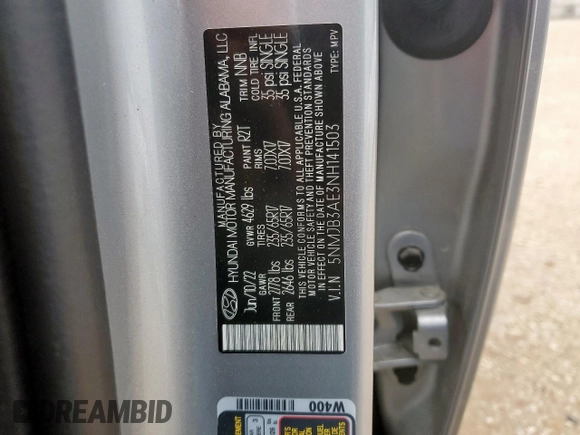 MANUFACTURED BY
HYUNDAI MOTOR MANUFACTURING ALABAMA, LLC
Jun/10/22 GVWR 4629 lbs PAINT R2T TRIM NNB
GAWR TIRES RIMS COLD TIRE INFL
FRONT 2778 lbs 235/65R17 7.0JX17 35 psi SINGLE
REAR 2646 lbs 235/65R17 7.0JX17 35 psi SINGLE
THIS VEHICLE CONFORMS TO ALL APPLICABLE U.S.A. FEDERAL
MOTOR VEHICLE SAFETY AND THEFT PREVENTION STANDARDS
IN EFFECT ON THE DATE OF MANUFACTURE SHOWN ABOVE
V.I.N 5NMJB3AE3NH141503 TYPE: MPV
W400
DREAMBID